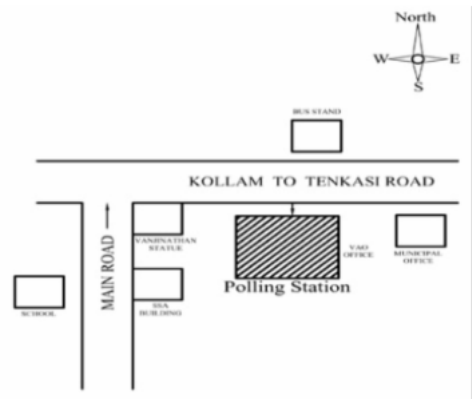 North
W E
S
BUS STAND
KOLLAM TO TENKASI ROAD
MAIN ROAD
VANJINATHAN
STATUE
VAO
OFFICE
MUNICIPAL
OFFICE
Polling Station
SSA
BUILDING
SCHOOL